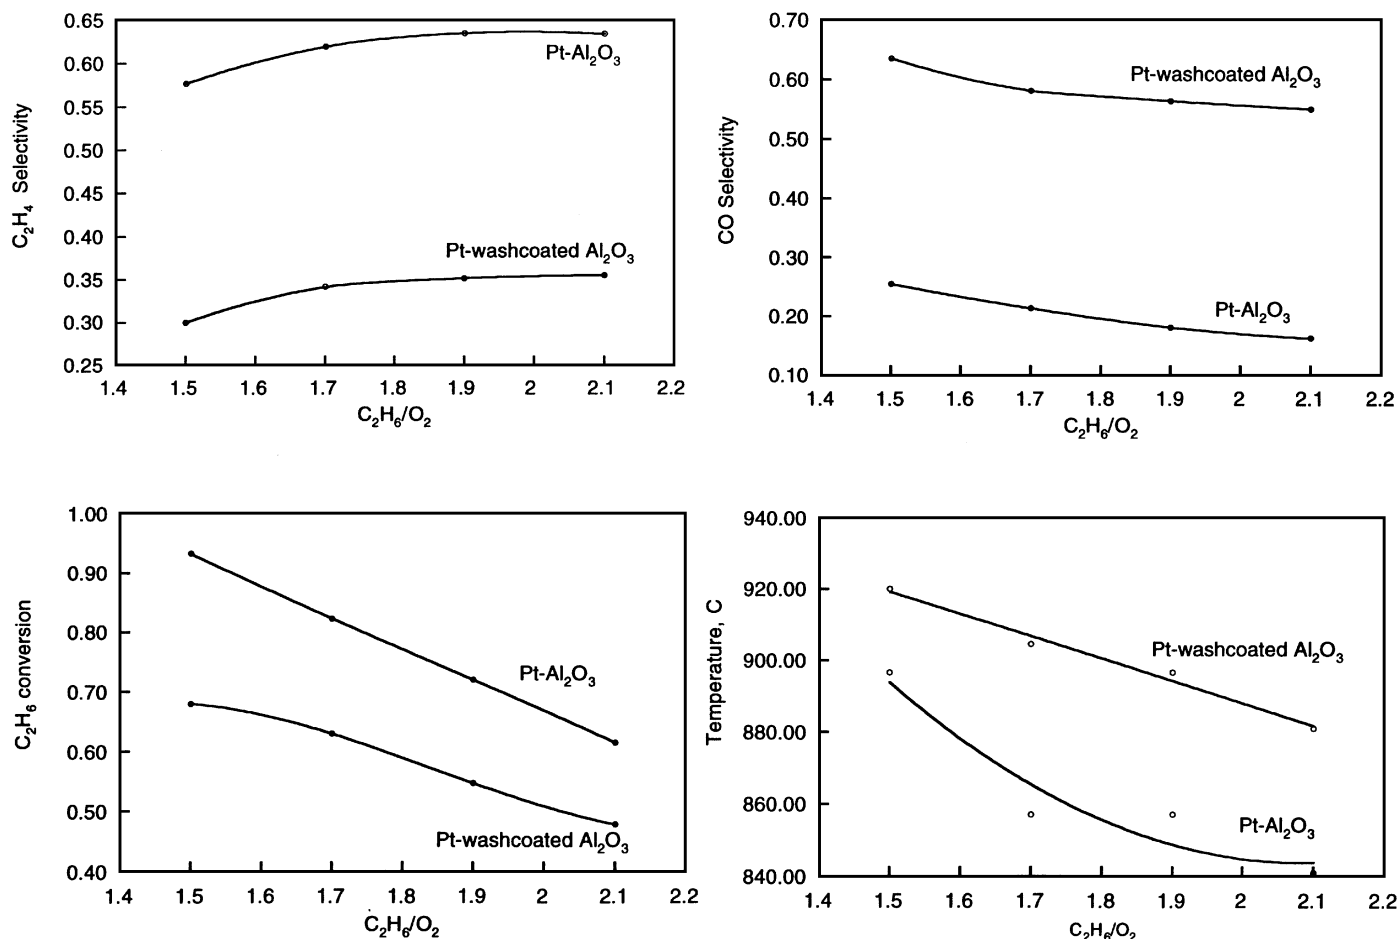 0.65
0.60
0.55
0.50
0.45
0.40
0.35
0.30
0.25
C₂H₄ Selectivity
Pt-Al₂O₃
Pt-washcoated Al₂O₃
1.4 1.5 1.6 1.7 1.8 1.9 2 2.1 2.2
C₂H₆/O₂
0.70
0.60
0.50
0.40
0.30
0.20
0.10
CO Selectivity
Pt-washcoated Al₂O₃
Pt-Al₂O₃
1.4 1.5 1.6 1.7 1.8 1.9 2 2.1 2.2
C₂H₆/O₂
1.00
0.90
0.80
0.70
0.60
0.50
0.40
C₂H₆ conversion
Pt-Al₂O₃
Pt-washcoated Al₂O₃
1.4 1.5 1.6 1.7 1.8 1.9 2 2.1 2.2
C₂H₆/O₂
940.00
920.00
900.00
880.00
860.00
840.00
Temperature, C
Pt-washcoated Al₂O₃
Pt-Al₂O₃
1.4 1.5 1.6 1.7 1.8 1.9 2 2.1 2.2
C₂H₆/O₂